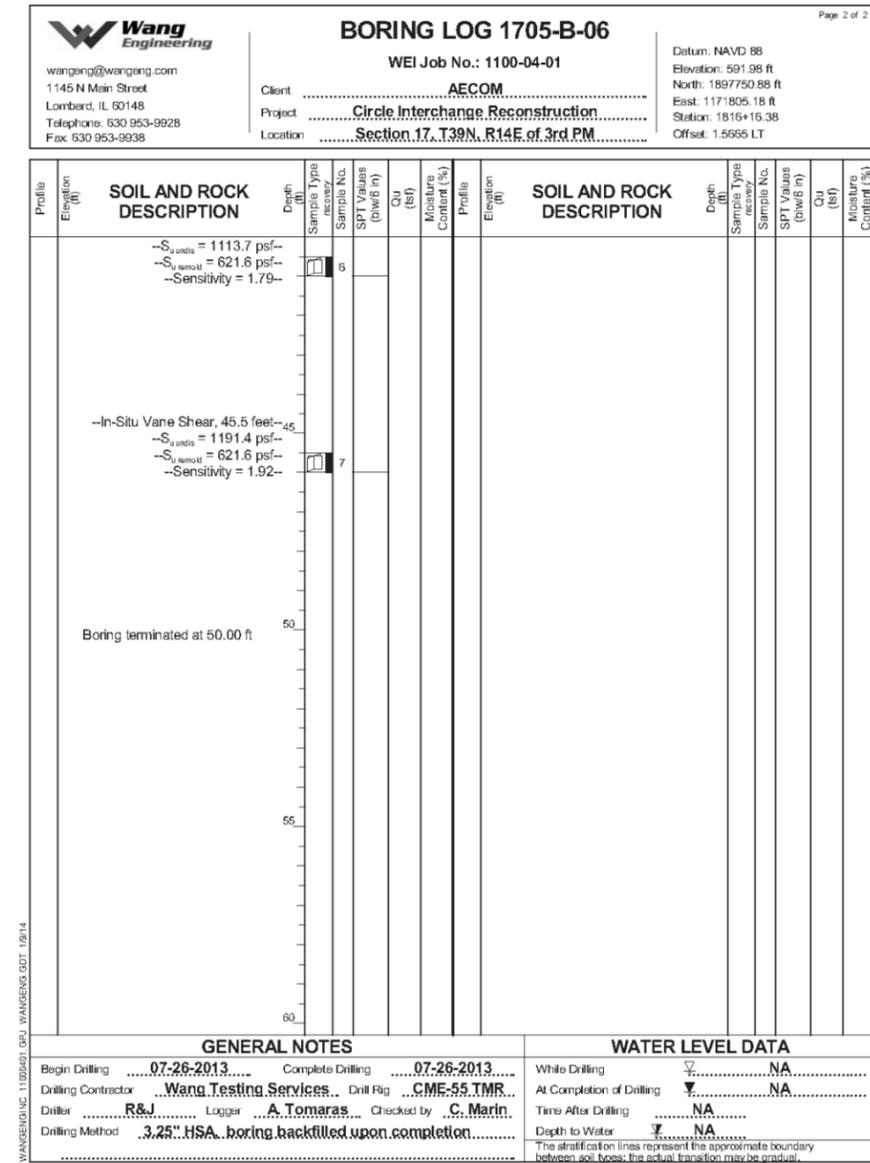 Page 2 of 2
Wang
Engineering
wangeng@wangeng.com
1145 N Main Street
Lombard, IL 60148
Telephone: 630 953-9928
Fax: 630 953-9938
BORING LOG 1705-B-06
WEI Job No.: 1100-04-01
Client AECOM
Project Circle Interchange Reconstruction
Location Section 17, T39N, R14E of 3rd PM
Datum: NAVD 88
Elevation: 591.98 ft
North: 1897750.88 ft
East: 1171805.18 ft
Station: 1816+16.38
Offset: 1.5665 LT
Profile
Elevation (ft)
SOIL AND ROCK DESCRIPTION
Depth (ft)
Sample Type recovery
Sample No.
SPT Values (blw/6 in)
Qu (tsf)
Moisture Content (%)
Profile
Elevation (ft)
SOIL AND ROCK DESCRIPTION
Depth (ft)
Sample Type recovery
Sample No.
SPT Values (blw/6 in)
Qu (tsf)
Moisture Content (%)
--Su undis = 1113.7 psf--
--Su remold = 621.6 psf--
--Sensitivity = 1.79--
6
--In-Situ Vane Shear, 45.5 feet--
45
--Su undis = 1191.4 psf--
--Su remold = 621.6 psf--
--Sensitivity = 1.92--
7
50
Boring terminated at 50.00 ft
55
60
WANGENGINC 11000401.GPJ WANGENG.GDT 1/9/14
GENERAL NOTES
Begin Drilling 07-26-2013 Complete Drilling 07-26-2013
Drilling Contractor Wang Testing Services Drill Rig CME-55 TMR
Driller R&J Logger A. Tomaras Checked by C. Marin
Drilling Method 3.25" HSA, boring backfilled upon completion
WATER LEVEL DATA
While Drilling NA
At Completion of Drilling NA
Time After Drilling NA
Depth to Water NA
The stratification lines represent the approximate boundary
between soil types; the actual transition may be gradual.